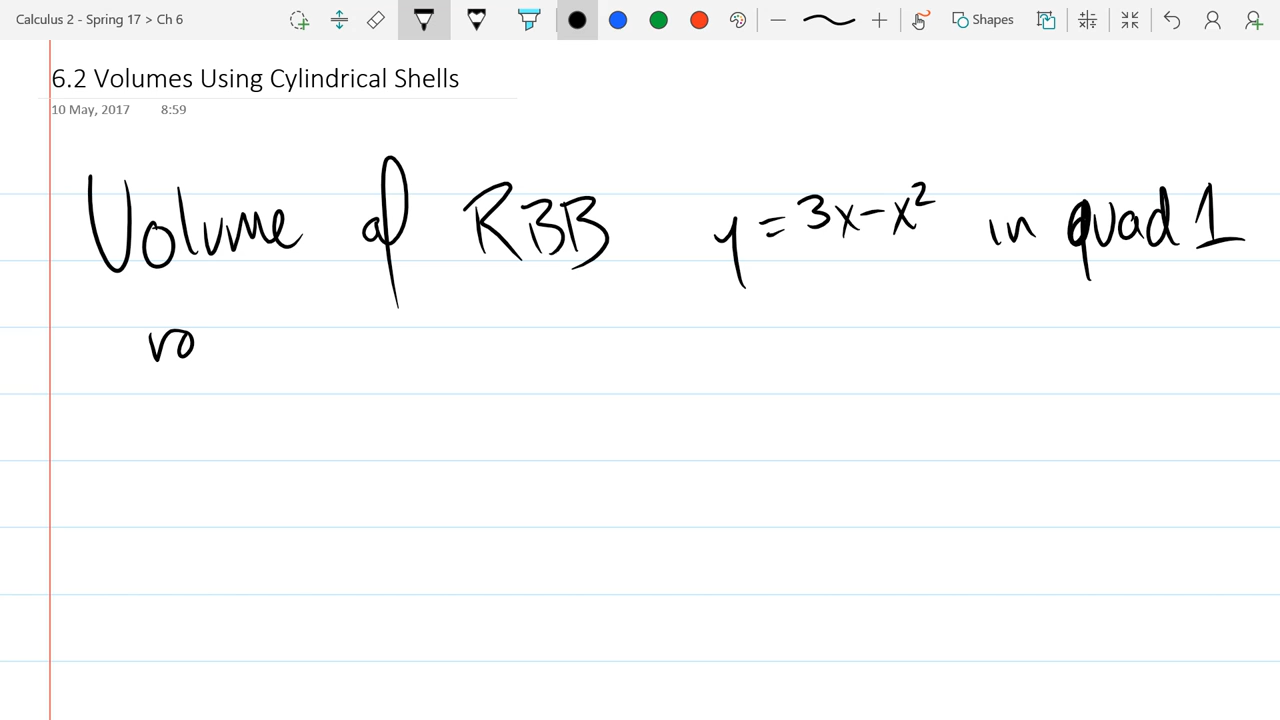 Calculus 2 - Spring 17 > Ch 6 Shapes
6.2 Volumes Using Cylindrical Shells
10 May, 2017 8:59
Volume of RBB y = 3x - x² in quad 1
ro